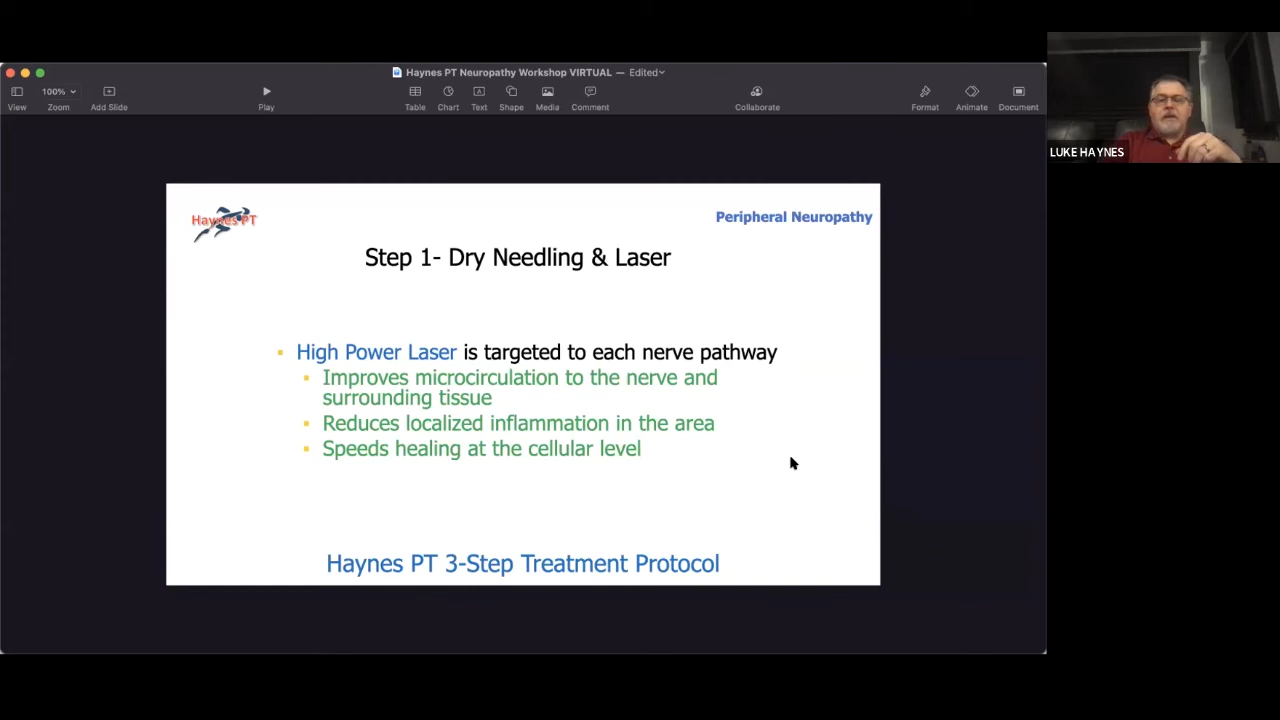 Haynes PT Neuropathy Workshop VIRTUAL — Edited
100%
View
Zoom
Add Slide
Play
Table
Chart
Text
Shape
Media
Comment
Collaborate
Format
Animate
Document
LUKE HAYNES
Haynes PT
Peripheral Neuropathy
Step 1- Dry Needling & Laser
▪ High Power Laser is targeted to each nerve pathway
▪ Improves microcirculation to the nerve and
surrounding tissue
▪ Reduces localized inflammation in the area
▪ Speeds healing at the cellular level
Haynes PT 3-Step Treatment Protocol